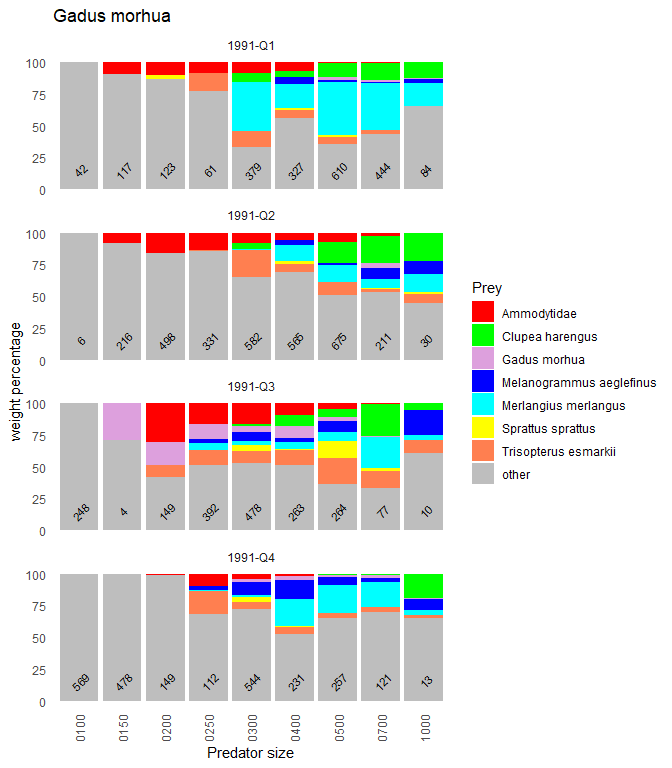 Gadus morhua
1991-Q1
100
75
50
25
0
42 117 123 61 379 327 610 444 84
1991-Q2
100
75
50
25
0
6 216 498 331 582 565 675 211 30
1991-Q3
100
75
50
25
0
248 4 149 392 478 263 264 77 10
1991-Q4
100
75
50
25
0
569 478 149 112 544 231 257 121 13
0100 0150 0200 0250 0300 0400 0500 0700 1000
Predator size
weight percentage
Prey
Ammodytidae
Clupea harengus
Gadus morhua
Melanogrammus aeglefinus
Merlangius merlangus
Sprattus sprattus
Trisopterus esmarkii
other